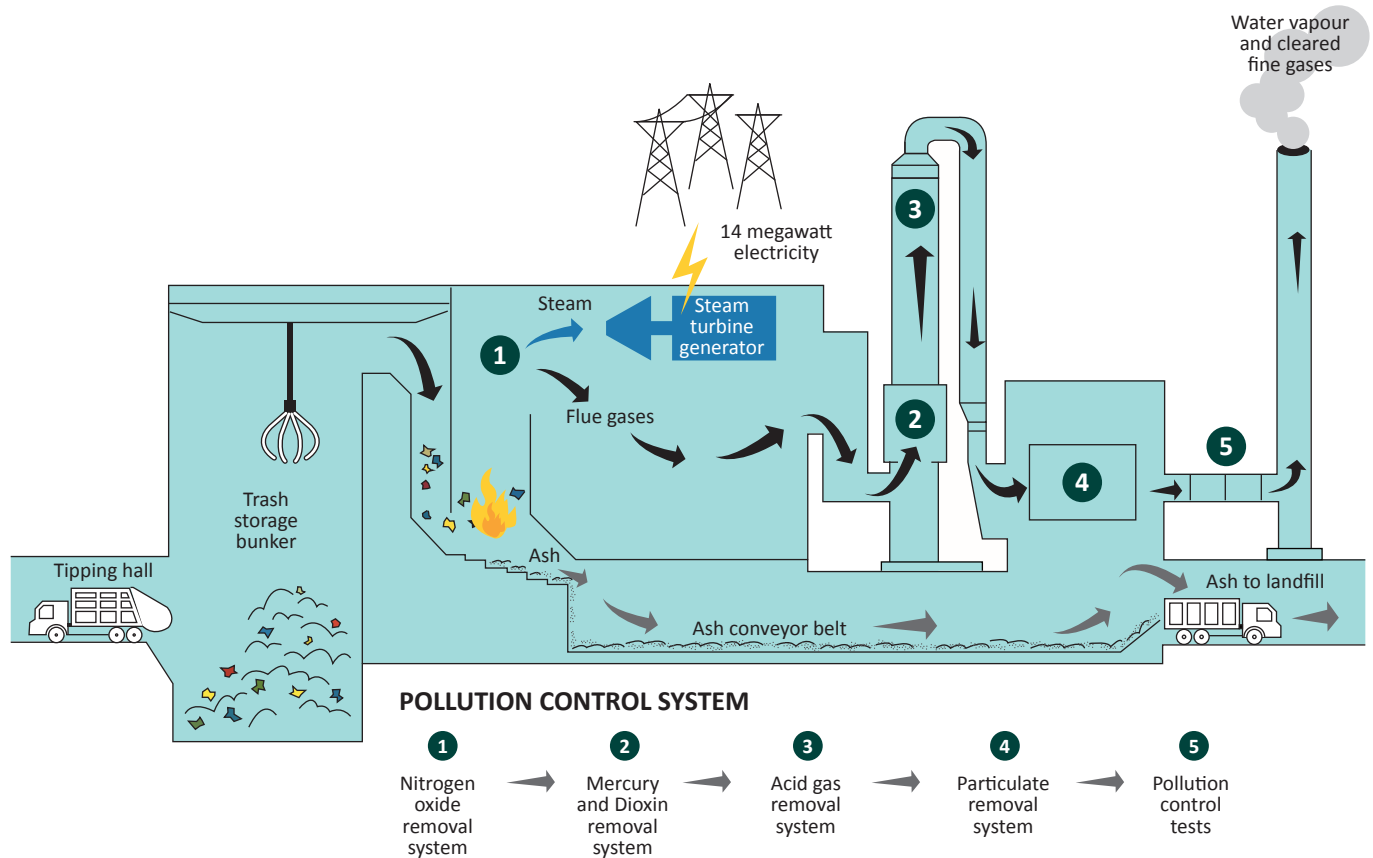 Water vapour
and cleared
fine gases
14 megawatt
electricity
3
Steam
Steam
turbine
generator
1
Flue gases
2
5
4
Trash
storage
bunker
Tipping hall
Ash
Ash to landfill
Ash conveyor belt
POLLUTION CONTROL SYSTEM
1
Nitrogen
oxide
removal
system
2
Mercury
and Dioxin
removal
system
3
Acid gas
removal
system
4
Particulate
removal
system
5
Pollution
control
tests